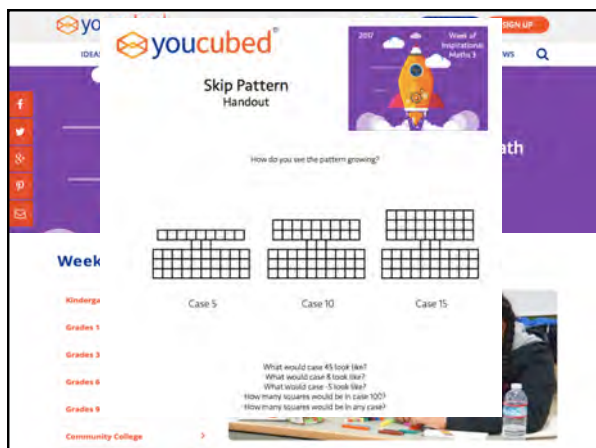 yo
SIGN UP
youcubed®
2017
Week of
Inspirational
Maths 3
IDEAS
WS
Skip Pattern
Handout
ath
How do you see the pattern growing?
Week
Case 5
Case 10
Case 15
Kinderga
Grades 1
Grades 3
Grades 6
Grades 9
Community College
What would case 45 look like?
What would case 8 look like?
What would case -5 look like?
How many squares would be in case 100?
How many squares would be in any case?